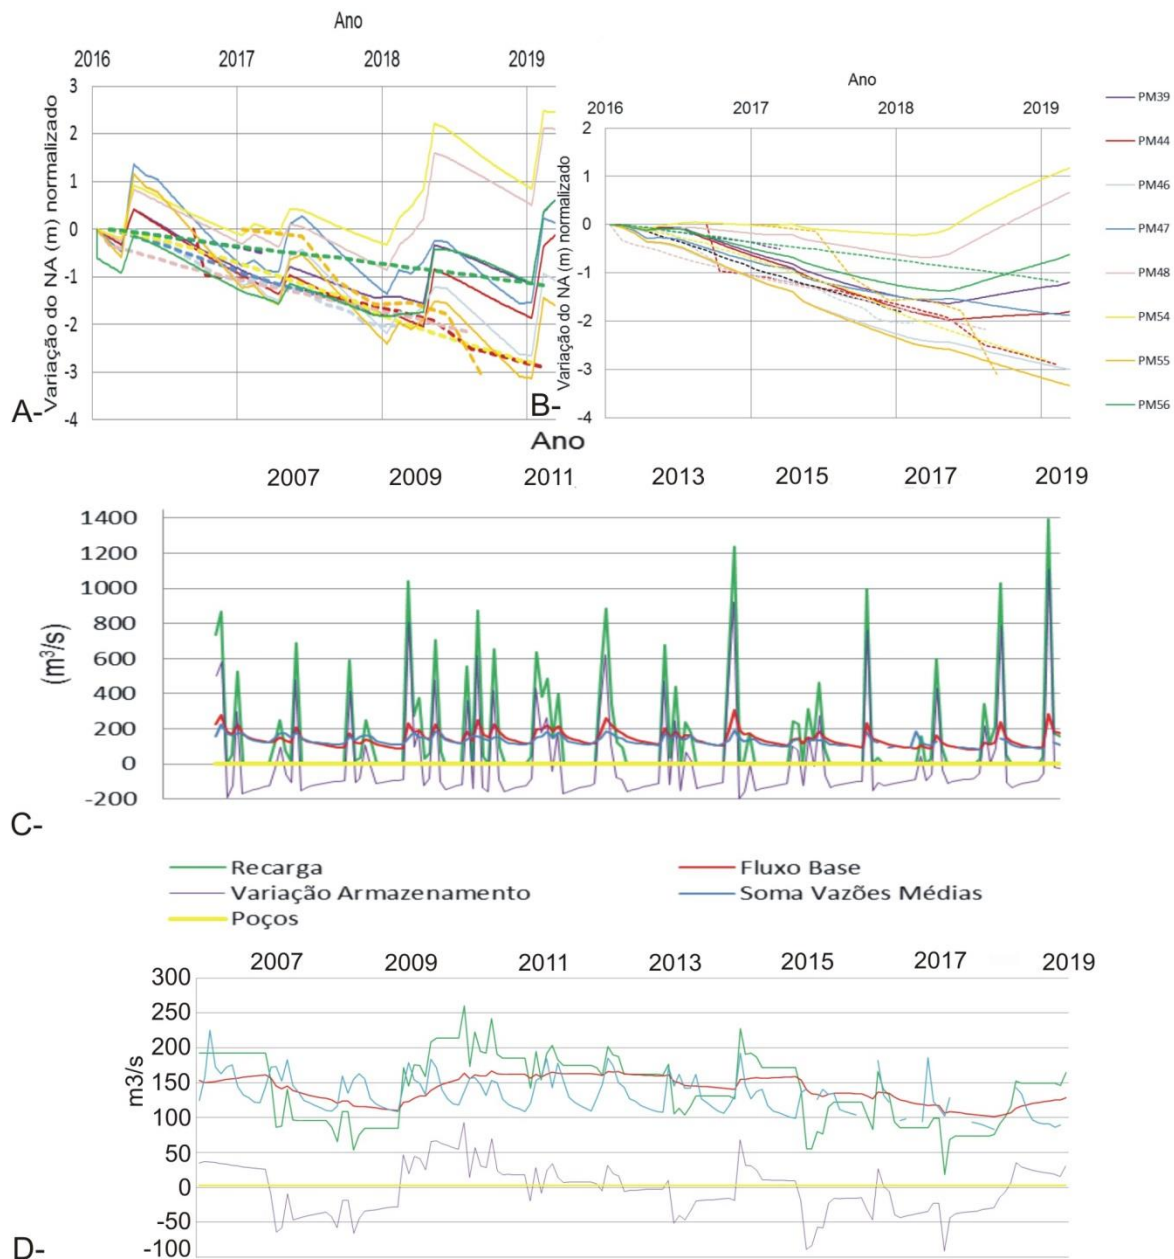 Ano
2016 2017 2018 2019
3
2
1
0
-1
-2
-3
-4
Variação do NA (m) normalizado
A-
Ano
2016 2017 2018 2019
2
1
0
-1
-2
-3
-4
Variação do NA (m) normalizado
B-
PM39
PM44
PM46
PM47
PM48
PM54
PM55
PM56
Ano
2007 2009 2011 2013 2015 2017 2019
1400
1200
1000
800
600
400
200
0
-200
(m³/s)
C-
Recarga Fluxo Base
Variação Armazenamento Soma Vazões Médias
Poços
2007 2009 2011 2013 2015 2017 2019
300
250
200
150
100
50
0
-50
-100
m3/s
D-